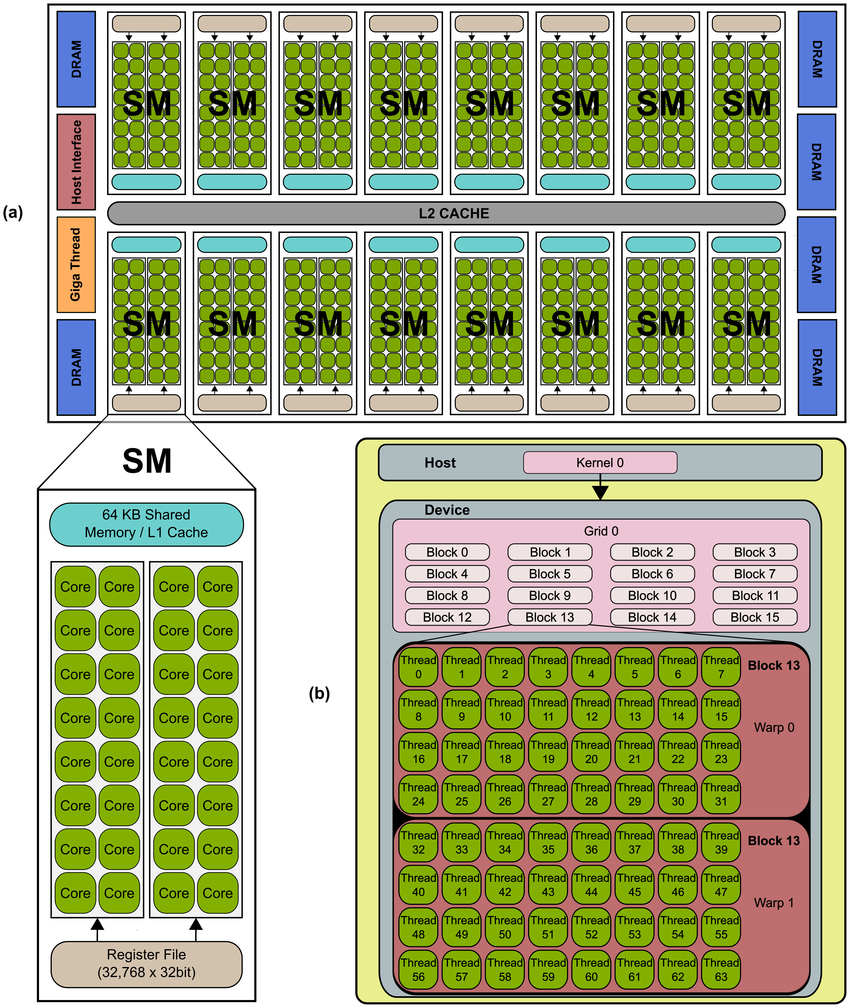 (a)
DRAM
Host Interface
Giga Thread
DRAM
SM SM SM SM SM SM SM SM
L2 CACHE
SM SM SM SM SM SM SM SM
DRAM
DRAM
DRAM
DRAM
SM
64 KB Shared
Memory / L1 Cache
Core Core Core Core
Core Core Core Core
Core Core Core Core
Core Core Core Core
Core Core Core Core
Core Core Core Core
Core Core Core Core
Core Core Core Core
Register File
(32,768 x 32bit)
(b)
Host
Kernel 0
Device
Grid 0
Block 0 Block 1 Block 2 Block 3
Block 4 Block 5 Block 6 Block 7
Block 8 Block 9 Block 10 Block 11
Block 12 Block 13 Block 14 Block 15
Thread Thread Thread Thread Thread Thread Thread Thread
0 1 2 3 4 5 6 7
Block 13
Thread Thread Thread Thread Thread Thread Thread Thread
8 9 10 11 12 13 14 15
Warp 0
Thread Thread Thread Thread Thread Thread Thread Thread
16 17 18 19 20 21 22 23
Thread Thread Thread Thread Thread Thread Thread Thread
24 25 26 27 28 29 30 31
Thread Thread Thread Thread Thread Thread Thread Thread
32 33 34 35 36 37 38 39
Block 13
Thread Thread Thread Thread Thread Thread Thread Thread
40 41 42 43 44 45 46 47
Warp 1
Thread Thread Thread Thread Thread Thread Thread Thread
48 49 50 51 52 53 54 55
Thread Thread Thread Thread Thread Thread Thread Thread
56 57 58 59 60 61 62 63